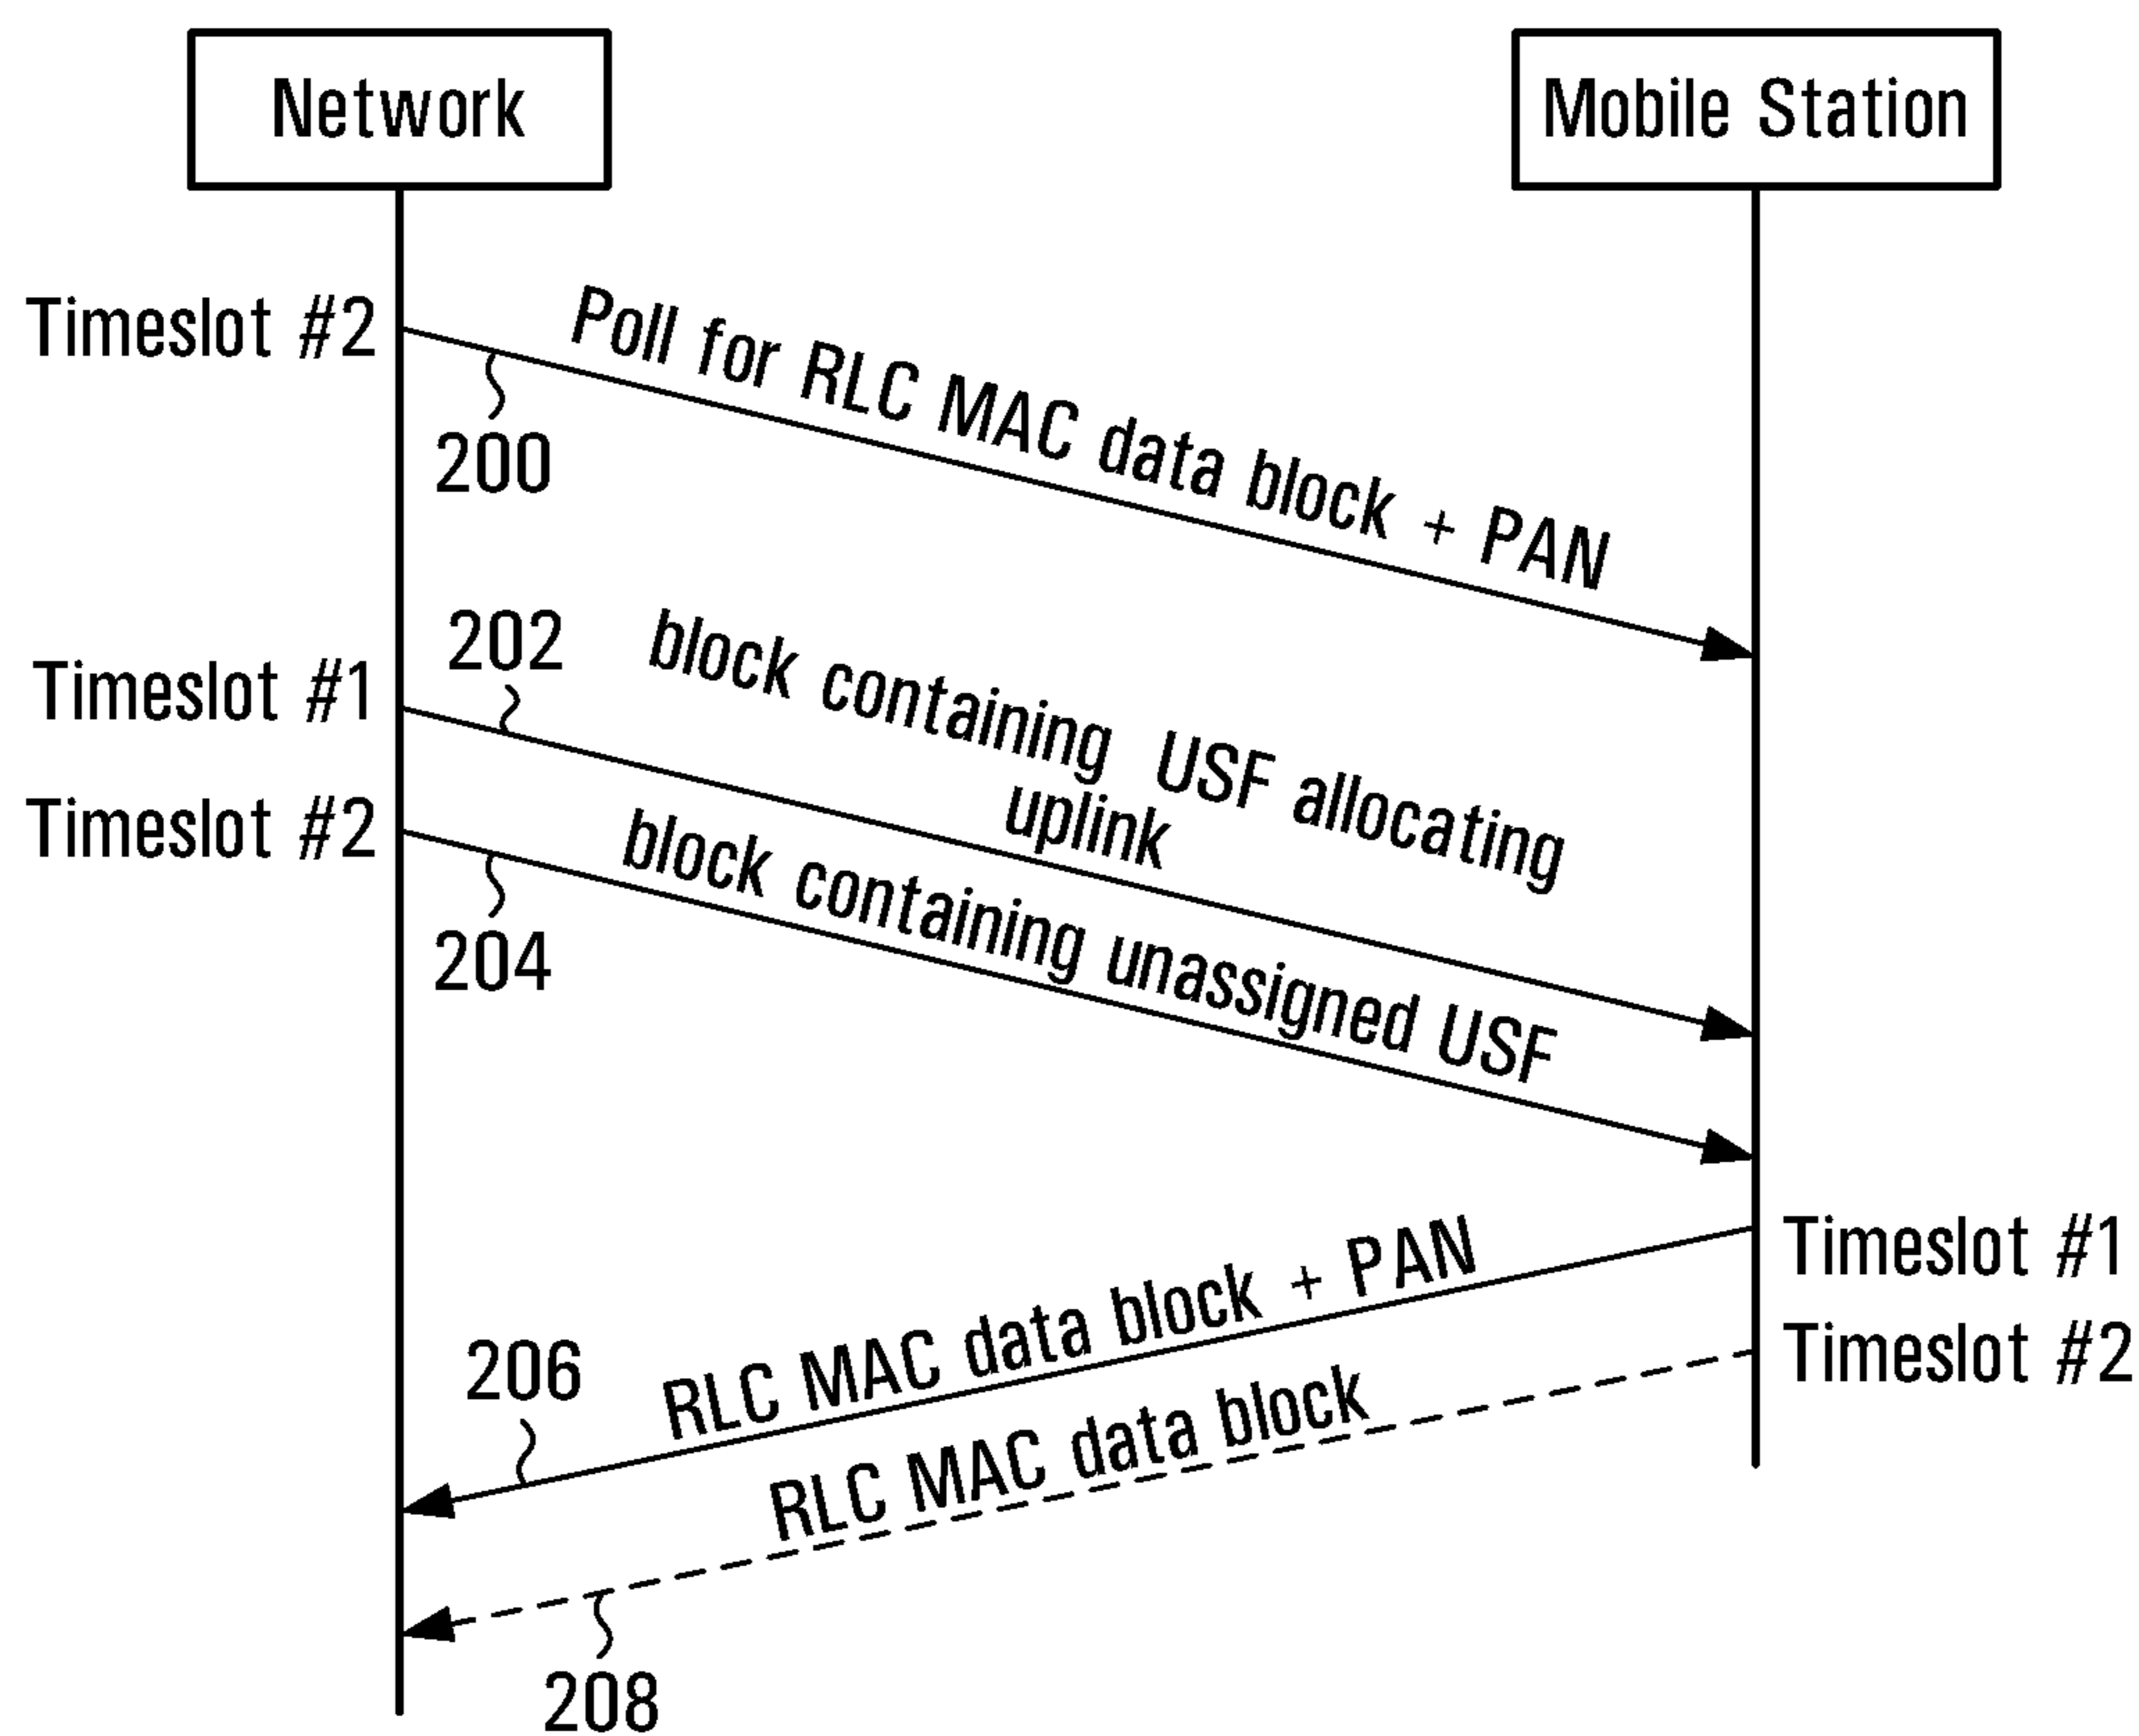 Network
Mobile Station
Timeslot #2
Poll for RLC MAC data block + PAN
200
202
block containing USF allocating
uplink
Timeslot #1
Timeslot #2
block containing unassigned USF
204
Timeslot #1
RLC MAC data block + PAN
206
Timeslot #2
RLC MAC data block
208